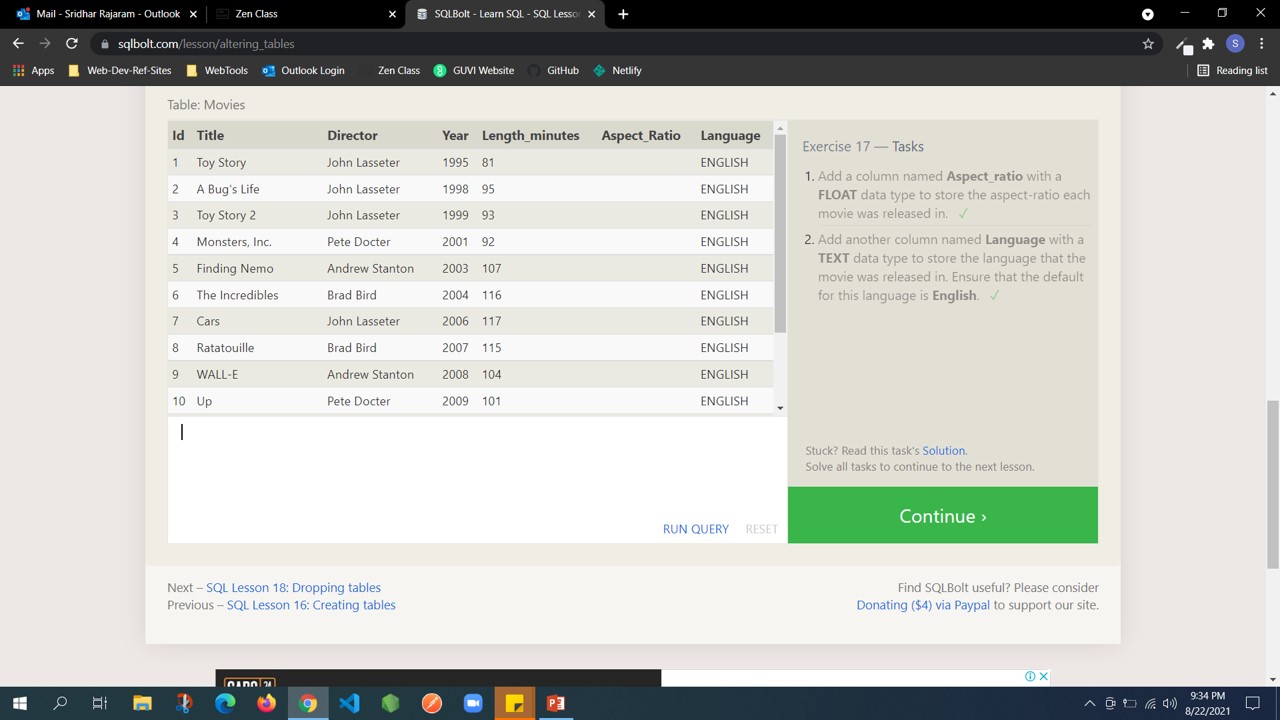 Mail - Sridhar Rajaram - Outlook
Zen Class
SQLBolt - Learn SQL - SQL Lesson
sqlbolt.com/lesson/altering_tables
S
Apps
Web-Dev-Ref-Sites
WebTools
Outlook Login
Zen Class
GUVI Website
GitHub
Netlify
Reading list
Table: Movies
Id Title Director Year Length_minutes Aspect_Ratio Language
1 Toy Story John Lasseter 1995 81 ENGLISH
2 A Bug's Life John Lasseter 1998 95 ENGLISH
3 Toy Story 2 John Lasseter 1999 93 ENGLISH
4 Monsters, Inc. Pete Docter 2001 92 ENGLISH
5 Finding Nemo Andrew Stanton 2003 107 ENGLISH
6 The Incredibles Brad Bird 2004 116 ENGLISH
7 Cars John Lasseter 2006 117 ENGLISH
8 Ratatouille Brad Bird 2007 115 ENGLISH
9 WALL-E Andrew Stanton 2008 104 ENGLISH
10 Up Pete Docter 2009 101 ENGLISH
RUN QUERY RESET
Exercise 17 — Tasks
1. Add a column named Aspect_ratio with a
FLOAT data type to store the aspect-ratio each
movie was released in. ✓
2. Add another column named Language with a
TEXT data type to store the language that the
movie was released in. Ensure that the default
for this language is English. ✓
Stuck? Read this task's Solution.
Solve all tasks to continue to the next lesson.
Continue ›
Next – SQL Lesson 18: Dropping tables
Previous – SQL Lesson 16: Creating tables
Find SQLBolt useful? Please consider
Donating ($4) via Paypal to support our site.
9:34 PM
8/22/2021